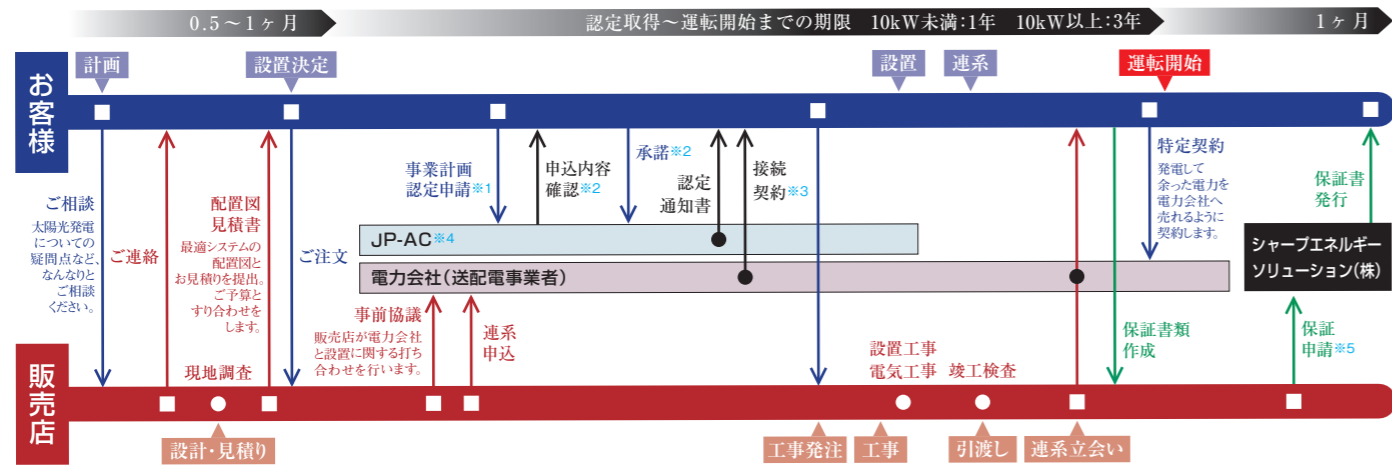 0.5～1ヶ月
認定取得～運転開始までの期限 10kW未満:1年 10kW以上:3年
1ヶ月
計画
設置決定
設置
連系
運転開始
お客様
ご相談
太陽光発電
についての
疑問点など、
なんなりと
ご相談
ください。
ご連絡
配置図
見積書
最適システムの
配置図と
お見積りを提出。
ご予算と
すり合わせを
します。
ご注文
事業計画
認定申請※1
申込内容
確認※2
承諾※2
認定
通知書
接続
契約※3
特定契約
発電して
余った電力を
電力会社へ
売れるように
契約します。
保証書
発行
JP-AC※4
電力会社(送配電事業者)
シャープエネルギー
ソリューション(株)
事前協議
販売店が電力会社
と設置に関する打ち
合わせを行います。
連系
申込
保証書類
作成
保証
申請※5
現地調査
設置工事
電気工事
竣工検査
販売店
設計・見積り
工事発注
工事
引渡し
連系立会い